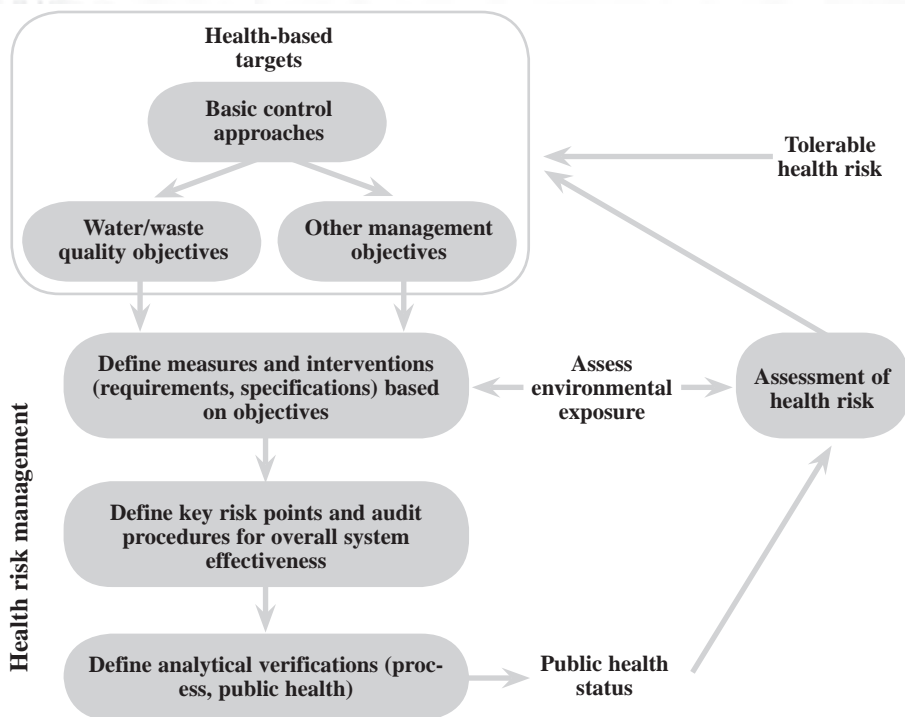 Health-based
targets
Basic control
approaches
Tolerable
health risk
Water/waste
quality objectives
Other management
objectives
Define measures and interventions
(requirements, specifications) based
on objectives
Assess
environmental
exposure
Assessment of
health risk
Health risk management
Define key risk points and audit
procedures for overall system
effectiveness
Define analytical verifications (proc-
ess, public health)
Public health
status